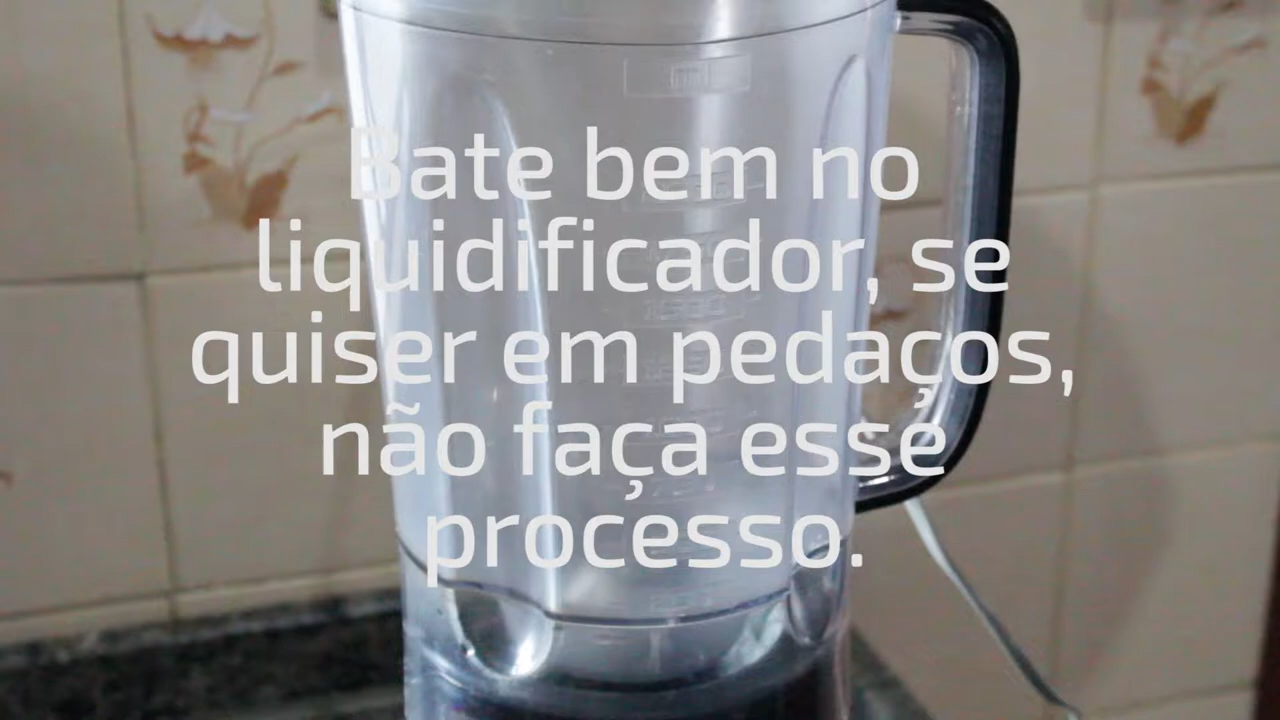 Bate bem no
liquidificador, se
quiser em pedaços,
não faça esse
processo.